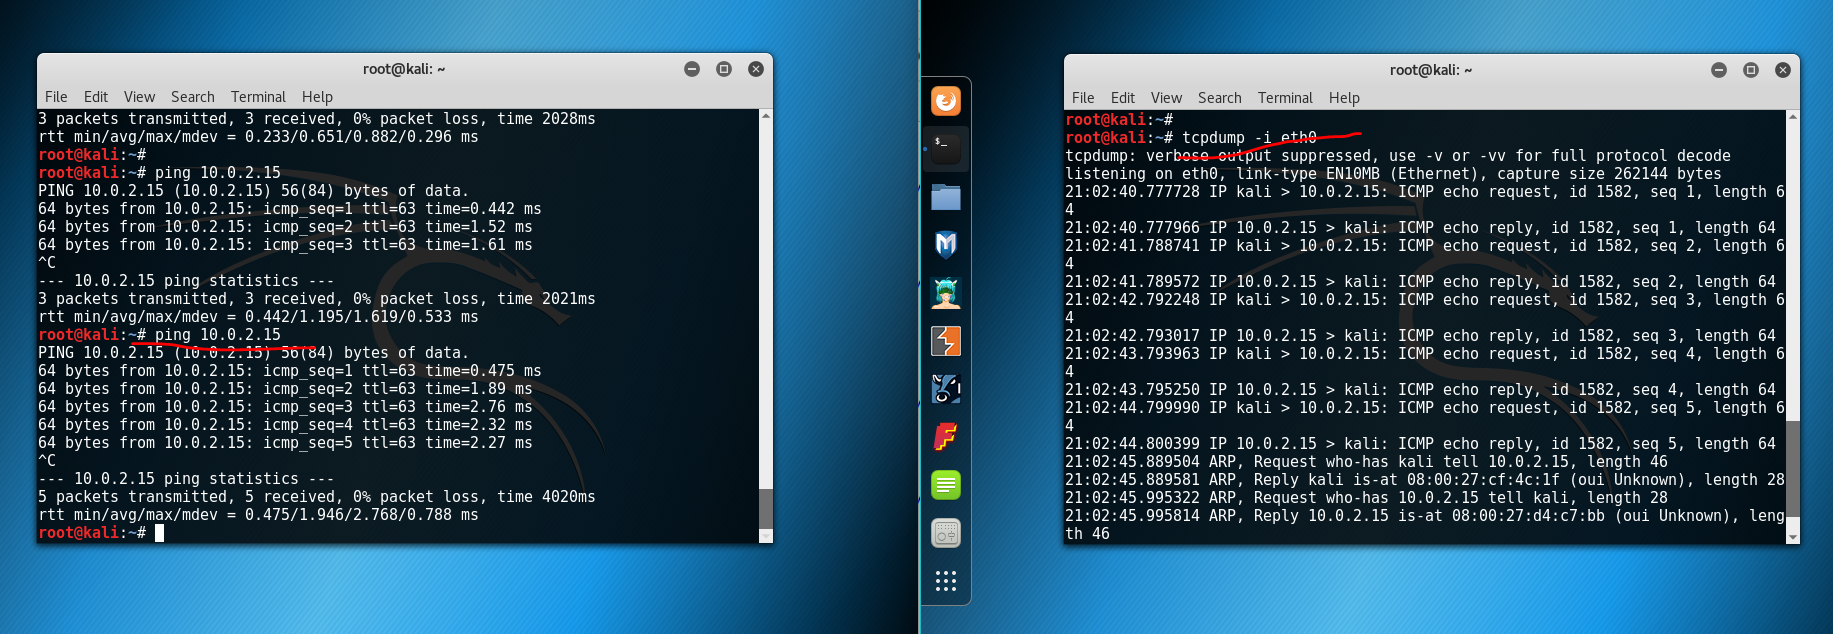 root@kali: ~
File Edit View Search Terminal Help
3 packets transmitted, 3 received, 0% packet loss, time 2028ms
rtt min/avg/max/mdev = 0.233/0.651/0.882/0.296 ms
root@kali:~#
root@kali:~# ping 10.0.2.15
PING 10.0.2.15 (10.0.2.15) 56(84) bytes of data.
64 bytes from 10.0.2.15: icmp_seq=1 ttl=63 time=0.442 ms
64 bytes from 10.0.2.15: icmp_seq=2 ttl=63 time=1.52 ms
64 bytes from 10.0.2.15: icmp_seq=3 ttl=63 time=1.61 ms
^C
--- 10.0.2.15 ping statistics ---
3 packets transmitted, 3 received, 0% packet loss, time 2021ms
rtt min/avg/max/mdev = 0.442/1.195/1.619/0.533 ms
root@kali:~# ping 10.0.2.15
PING 10.0.2.15 (10.0.2.15) 56(84) bytes of data.
64 bytes from 10.0.2.15: icmp_seq=1 ttl=63 time=0.475 ms
64 bytes from 10.0.2.15: icmp_seq=2 ttl=63 time=1.89 ms
64 bytes from 10.0.2.15: icmp_seq=3 ttl=63 time=2.76 ms
64 bytes from 10.0.2.15: icmp_seq=4 ttl=63 time=2.32 ms
64 bytes from 10.0.2.15: icmp_seq=5 ttl=63 time=2.27 ms
^C
--- 10.0.2.15 ping statistics ---
5 packets transmitted, 5 received, 0% packet loss, time 4020ms
rtt min/avg/max/mdev = 0.475/1.946/2.768/0.788 ms
root@kali:~#
root@kali: ~
File Edit View Search Terminal Help
root@kali:~#
root@kali:~# tcpdump -i eth0
tcpdump: verbose output suppressed, use -v or -vv for full protocol decode
listening on eth0, link-type EN10MB (Ethernet), capture size 262144 bytes
21:02:40.777728 IP kali > 10.0.2.15: ICMP echo request, id 1582, seq 1, length 6
4
21:02:40.777966 IP 10.0.2.15 > kali: ICMP echo reply, id 1582, seq 1, length 64
21:02:41.788741 IP kali > 10.0.2.15: ICMP echo request, id 1582, seq 2, length 6
4
21:02:41.789572 IP 10.0.2.15 > kali: ICMP echo reply, id 1582, seq 2, length 64
21:02:42.792248 IP kali > 10.0.2.15: ICMP echo request, id 1582, seq 3, length 6
4
21:02:42.793017 IP 10.0.2.15 > kali: ICMP echo reply, id 1582, seq 3, length 64
21:02:43.793963 IP kali > 10.0.2.15: ICMP echo request, id 1582, seq 4, length 6
4
21:02:43.795250 IP 10.0.2.15 > kali: ICMP echo reply, id 1582, seq 4, length 64
21:02:44.799990 IP kali > 10.0.2.15: ICMP echo request, id 1582, seq 5, length 6
4
21:02:44.800399 IP 10.0.2.15 > kali: ICMP echo reply, id 1582, seq 5, length 64
21:02:45.889504 ARP, Request who-has kali tell 10.0.2.15, length 46
21:02:45.889581 ARP, Reply kali is-at 08:00:27:cf:4c:1f (oui Unknown), length 28
21:02:45.995322 ARP, Request who-has 10.0.2.15 tell kali, length 28
21:02:45.995814 ARP, Reply 10.0.2.15 is-at 08:00:27:d4:c7:bb (oui Unknown), leng
th 46